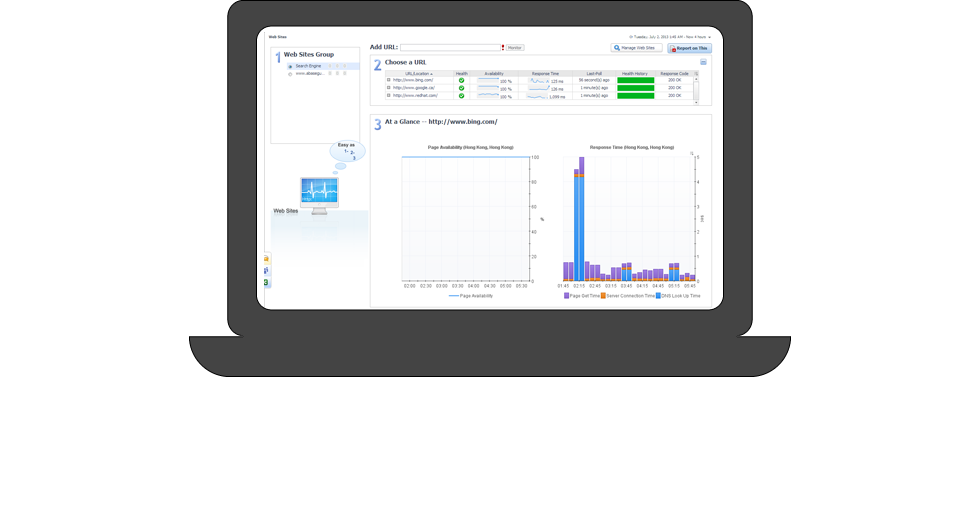 Web Sites
Tuesday, July 2, 2013 1:45 AM - Now 4 Hours
Add URL:
Monitor
Manage Web Sites
Report on This
1 Web Sites Group
Search Engine
2 Choose a URL
URL/Location
Health
Availability
Response Time
Last-Poll
Health History
Response Code
http://www.bing.com/
100 %
125 ms
1 minute(s) ago
200 OK
http://www.google.ca/
100 %
126 ms
200 OK
http://www.redhat.com/
100 %
1,099 ms
1 minute(s) ago
200 OK
3 At a Glance -- http://www.bing.com/
Easy as
1-
2-
3
Web Sites
Page Availability (Hong Kong, Hong Kong)
100
80
60
40
20
0
%
02:00 02:30 03:00 03:30 04:00 04:30 05:00 05:30
Page Availability
Response Time (Hong Kong, Hong Kong)
5
4
3
2
1
0
01:45 02:15 02:45 03:15 03:45 04:15 04:45 05:15 05:45
Page Get Time Server Connection Time DNS Look Up Time
3